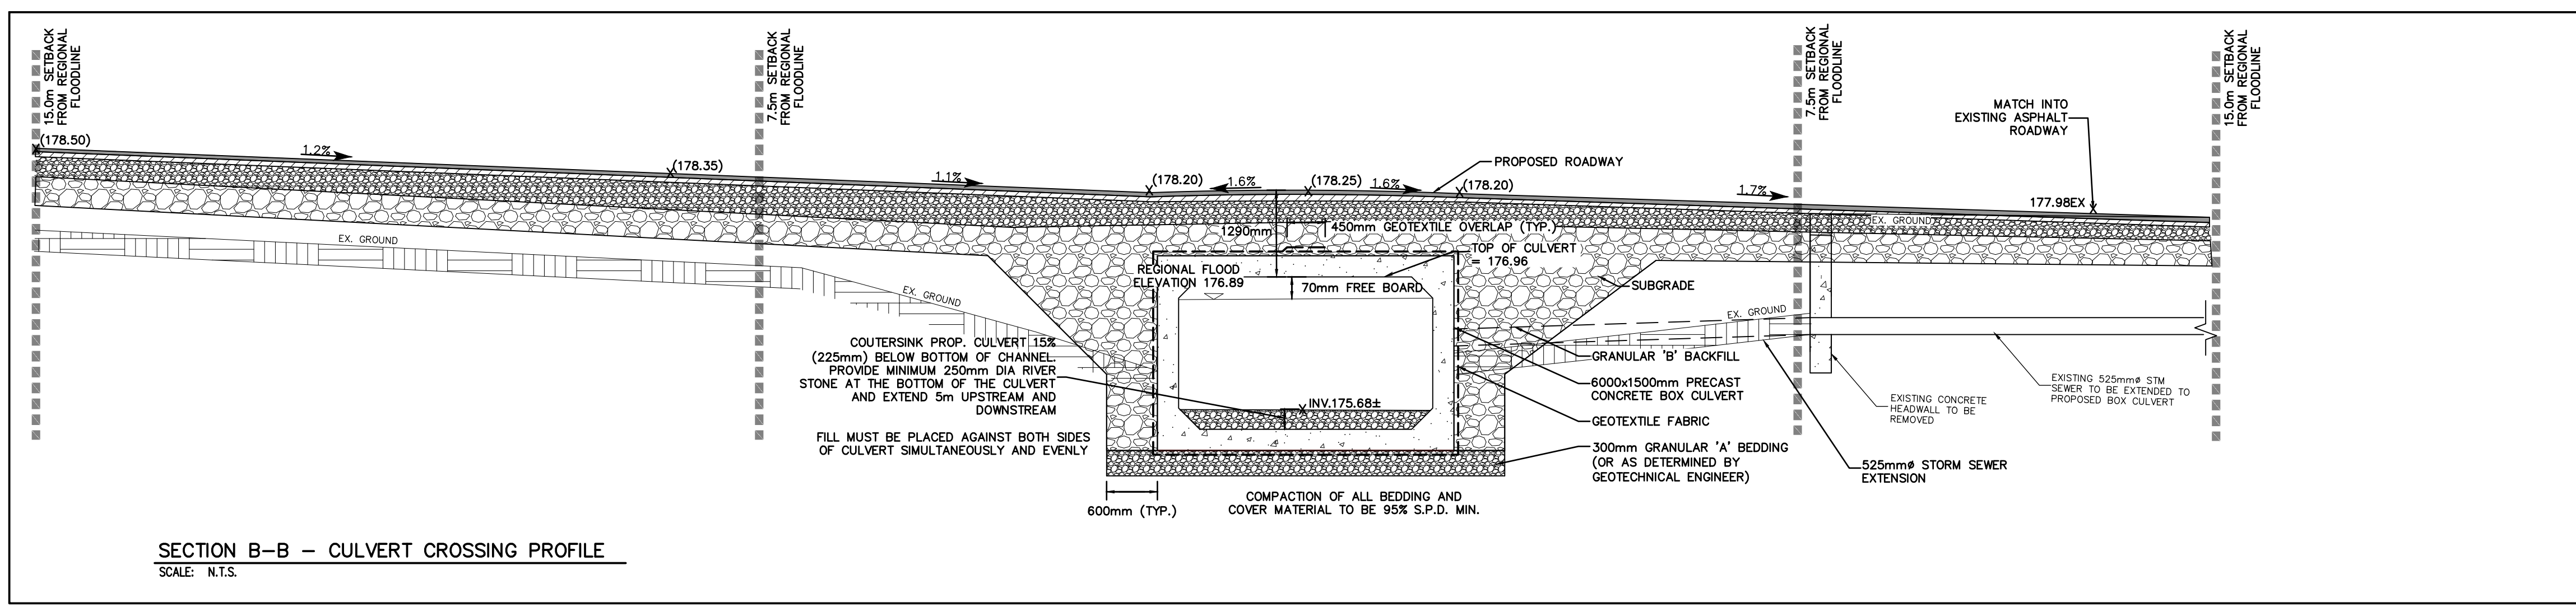 15.0m SETBACK
FROM REGIONAL
FLOODLINE
7.5m SETBACK
FROM REGIONAL
FLOODLINE
7.5m SETBACK
FROM REGIONAL
FLOODLINE
15.0m SETBACK
FROM REGIONAL
FLOODLINE
MATCH INTO
EXISTING ASPHALT
ROADWAY
(178.50)
1.2%
(178.35)
1.1%
(178.20)
1.6%
(178.25)
1.6%
(178.20)
PROPOSED ROADWAY
1.7%
177.98EX
EX. GROUND
EX. GROUND
1290mm
450mm GEOTEXTILE OVERLAP (TYP.)
TOP OF CULVERT
= 176.96
REGIONAL FLOOD
ELEVATION 176.89
70mm FREE BOARD
SUBGRADE
EX. GROUND
EX. GROUND
COUTERSINK PROP. CULVERT 15%
(225mm) BELOW BOTTOM OF CHANNEL.
PROVIDE MINIMUM 250mm DIA RIVER
STONE AT THE BOTTOM OF THE CULVERT
AND EXTEND 5m UPSTREAM AND
DOWNSTREAM
FILL MUST BE PLACED AGAINST BOTH SIDES
OF CULVERT SIMULTANEOUSLY AND EVENLY
INV.175.68±
GRANULAR 'B' BACKFILL
6000x1500mm PRECAST
CONCRETE BOX CULVERT
GEOTEXTILE FABRIC
300mm GRANULAR 'A' BEDDING
(OR AS DETERMINED BY
GEOTECHNICAL ENGINEER)
EXISTING CONCRETE
HEADWALL TO BE
REMOVED
EXISTING 525mmø STM
SEWER TO BE EXTENDED TO
PROPOSED BOX CULVERT
525mmø STORM SEWER
EXTENSION
600mm (TYP.)
COMPACTION OF ALL BEDDING AND
COVER MATERIAL TO BE 95% S.P.D. MIN.
SECTION B-B - CULVERT CROSSING PROFILE
SCALE: N.T.S.